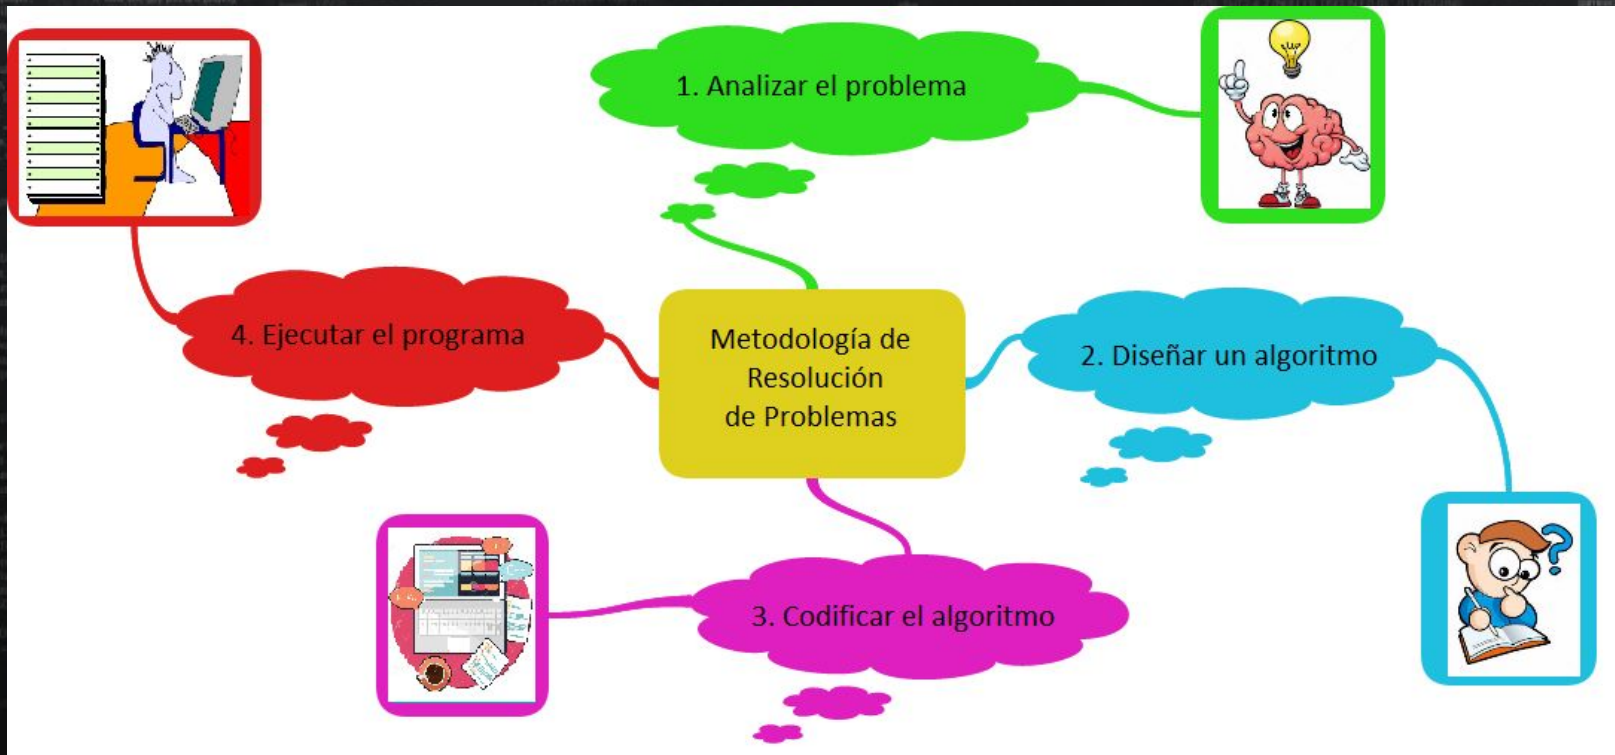 1. Analizar el problema
4. Ejecutar el programa
Metodología de
Resolución
de Problemas
2. Diseñar un algoritmo
3. Codificar el algoritmo